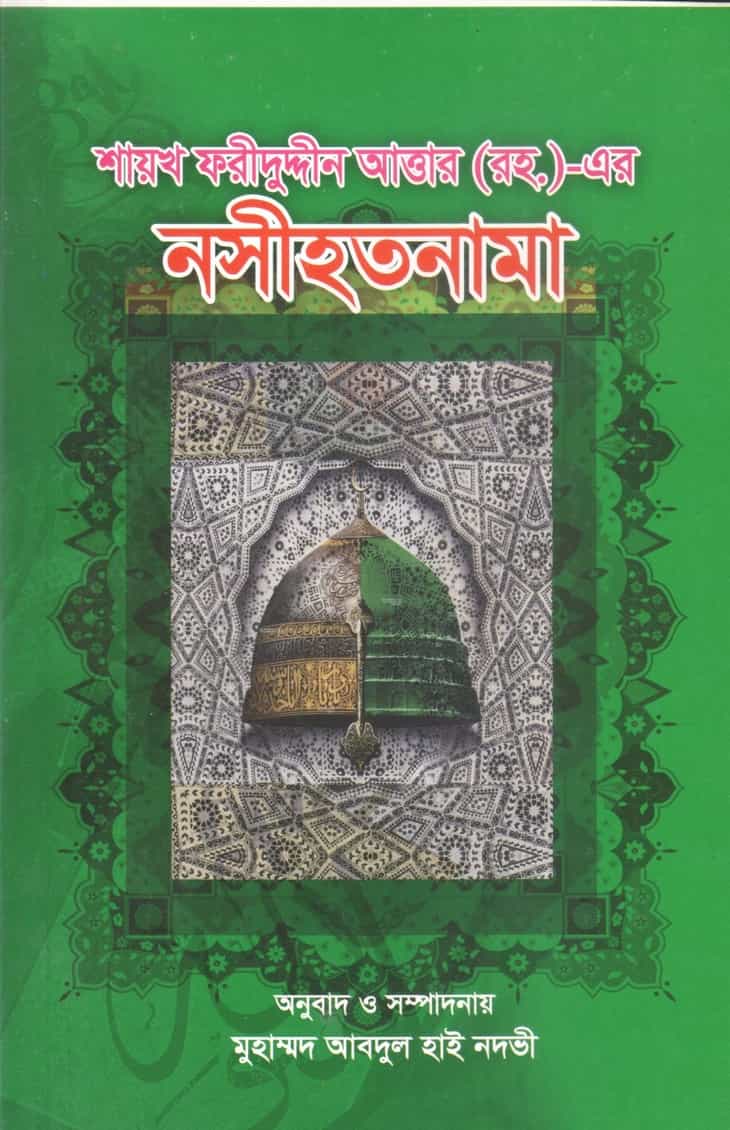 শায়খ ফরীদুদ্দীন আত্তার (রহ.)-এর
নসীহতনামা
অনুবাদ ও সম্পাদনায়
মুহাম্মদ আবদুল হাই নদভী